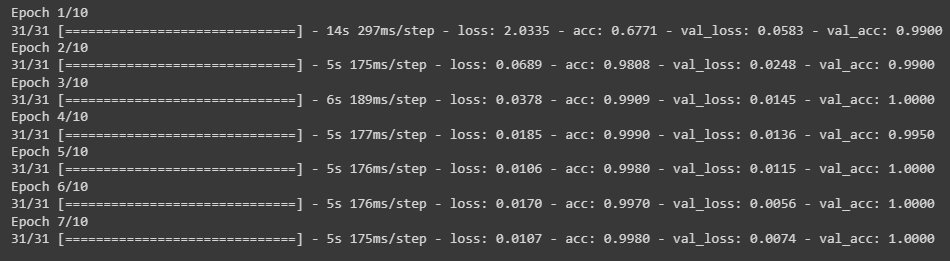 Epoch 1/10
31/31 [==============================] - 14s 297ms/step - loss: 2.0335 - acc: 0.6771 - val_loss: 0.0583 - val_acc: 0.9900
Epoch 2/10
31/31 [==============================] - 5s 175ms/step - loss: 0.0689 - acc: 0.9808 - val_loss: 0.0248 - val_acc: 0.9900
Epoch 3/10
31/31 [==============================] - 6s 189ms/step - loss: 0.0378 - acc: 0.9909 - val_loss: 0.0145 - val_acc: 1.0000
Epoch 4/10
31/31 [==============================] - 5s 177ms/step - loss: 0.0185 - acc: 0.9990 - val_loss: 0.0136 - val_acc: 0.9950
Epoch 5/10
31/31 [==============================] - 5s 176ms/step - loss: 0.0106 - acc: 0.9980 - val_loss: 0.0115 - val_acc: 1.0000
Epoch 6/10
31/31 [==============================] - 5s 176ms/step - loss: 0.0170 - acc: 0.9970 - val_loss: 0.0056 - val_acc: 1.0000
Epoch 7/10
31/31 [==============================] - 5s 175ms/step - loss: 0.0107 - acc: 0.9980 - val_loss: 0.0074 - val_acc: 1.0000